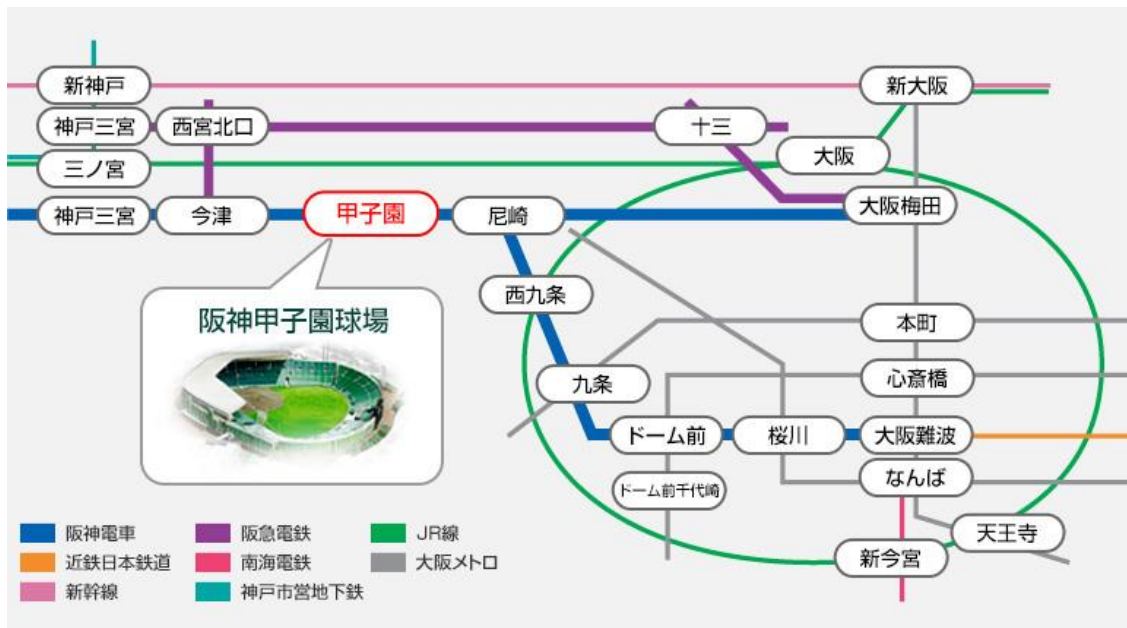 新神戸
新大阪
神戸三宮
西宮北口
十三
三ノ宮
大阪
神戸三宮
今津
甲子園
尼崎
大阪梅田
西九条
阪神甲子園球場
本町
九条
心斎橋
ドーム前
桜川
大阪難波
なんば
ドーム前千代崎
天王寺
新今宮
阪神電車
阪急電鉄
JR線
近鉄日本鉄道
南海電鉄
大阪メトロ
新幹線
神戸市営地下鉄